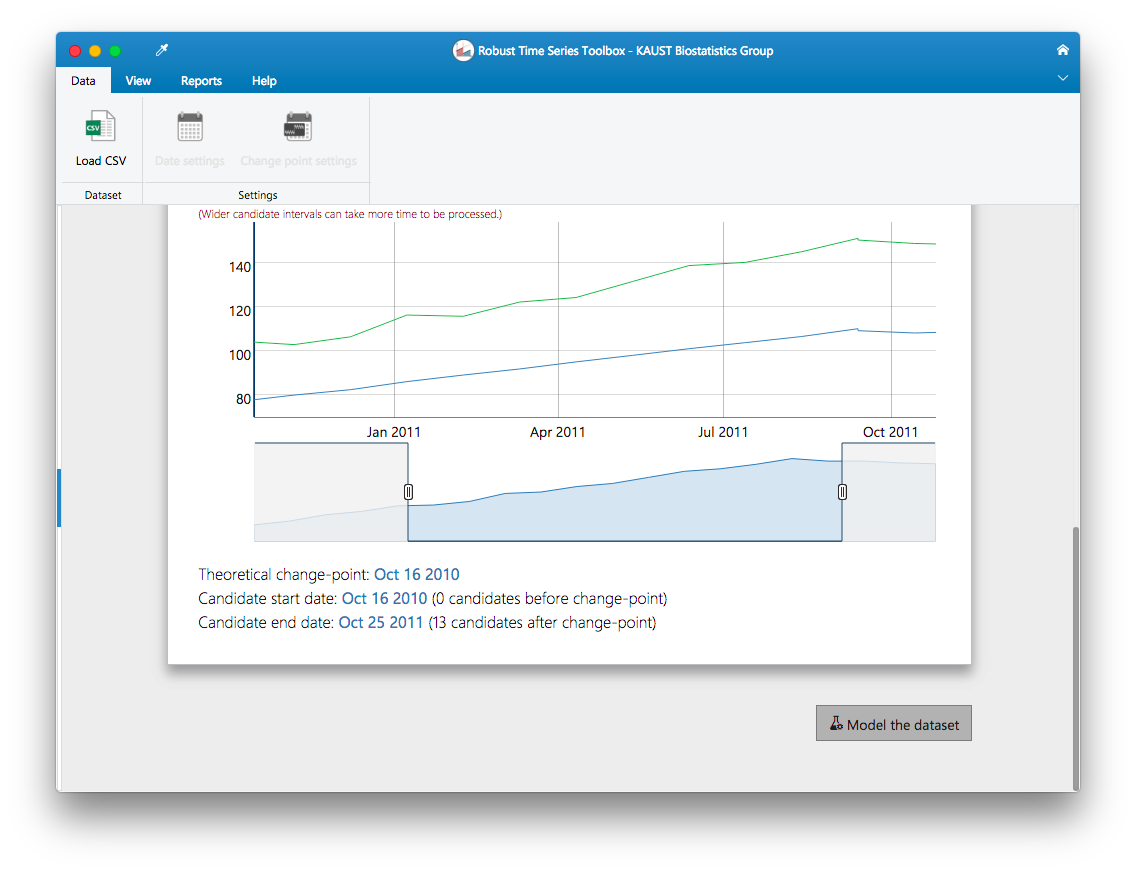 Robust Time Series Toolbox - KAUST Biostatistics Group
Data View Reports Help
CSV
Load CSV Date settings Change point settings
Dataset Settings
(Wider candidate intervals can take more time to be processed.)
140
120
100
80
Jan 2011 Apr 2011 Jul 2011 Oct 2011
Theoretical change-point: Oct 16 2010
Candidate start date: Oct 16 2010 (0 candidates before change-point)
Candidate end date: Oct 25 2011 (13 candidates after change-point)
Model the dataset